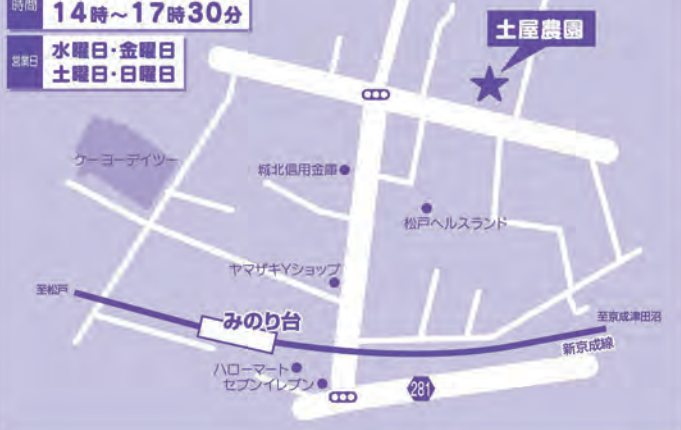 時間
14時～17時30分
営業日
水曜日・金曜日
土曜日・日曜日
土屋農園
ケーヨーデイツー
城北信用金庫
松戸ヘルスランド
ヤマザキYショップ
至松戸
みのり台
至京成津田沼
新京成線
ハローマート
セブンイレブン
281